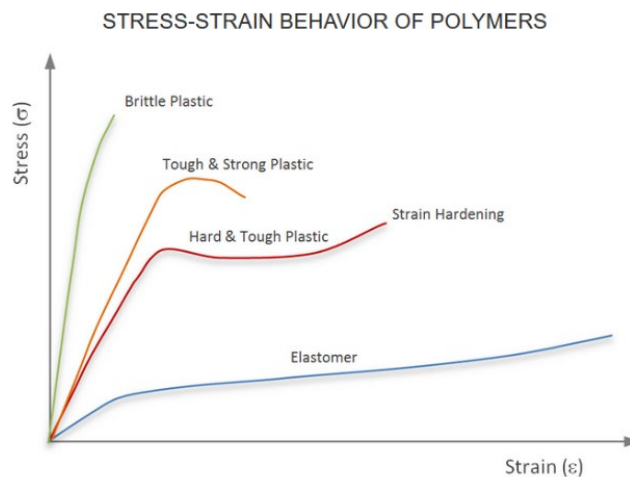 STRESS-STRAIN BEHAVIOR OF POLYMERS
Stress (σ)
Brittle Plastic
Tough & Strong Plastic
Strain Hardening
Hard & Tough Plastic
Elastomer
Strain (ε)